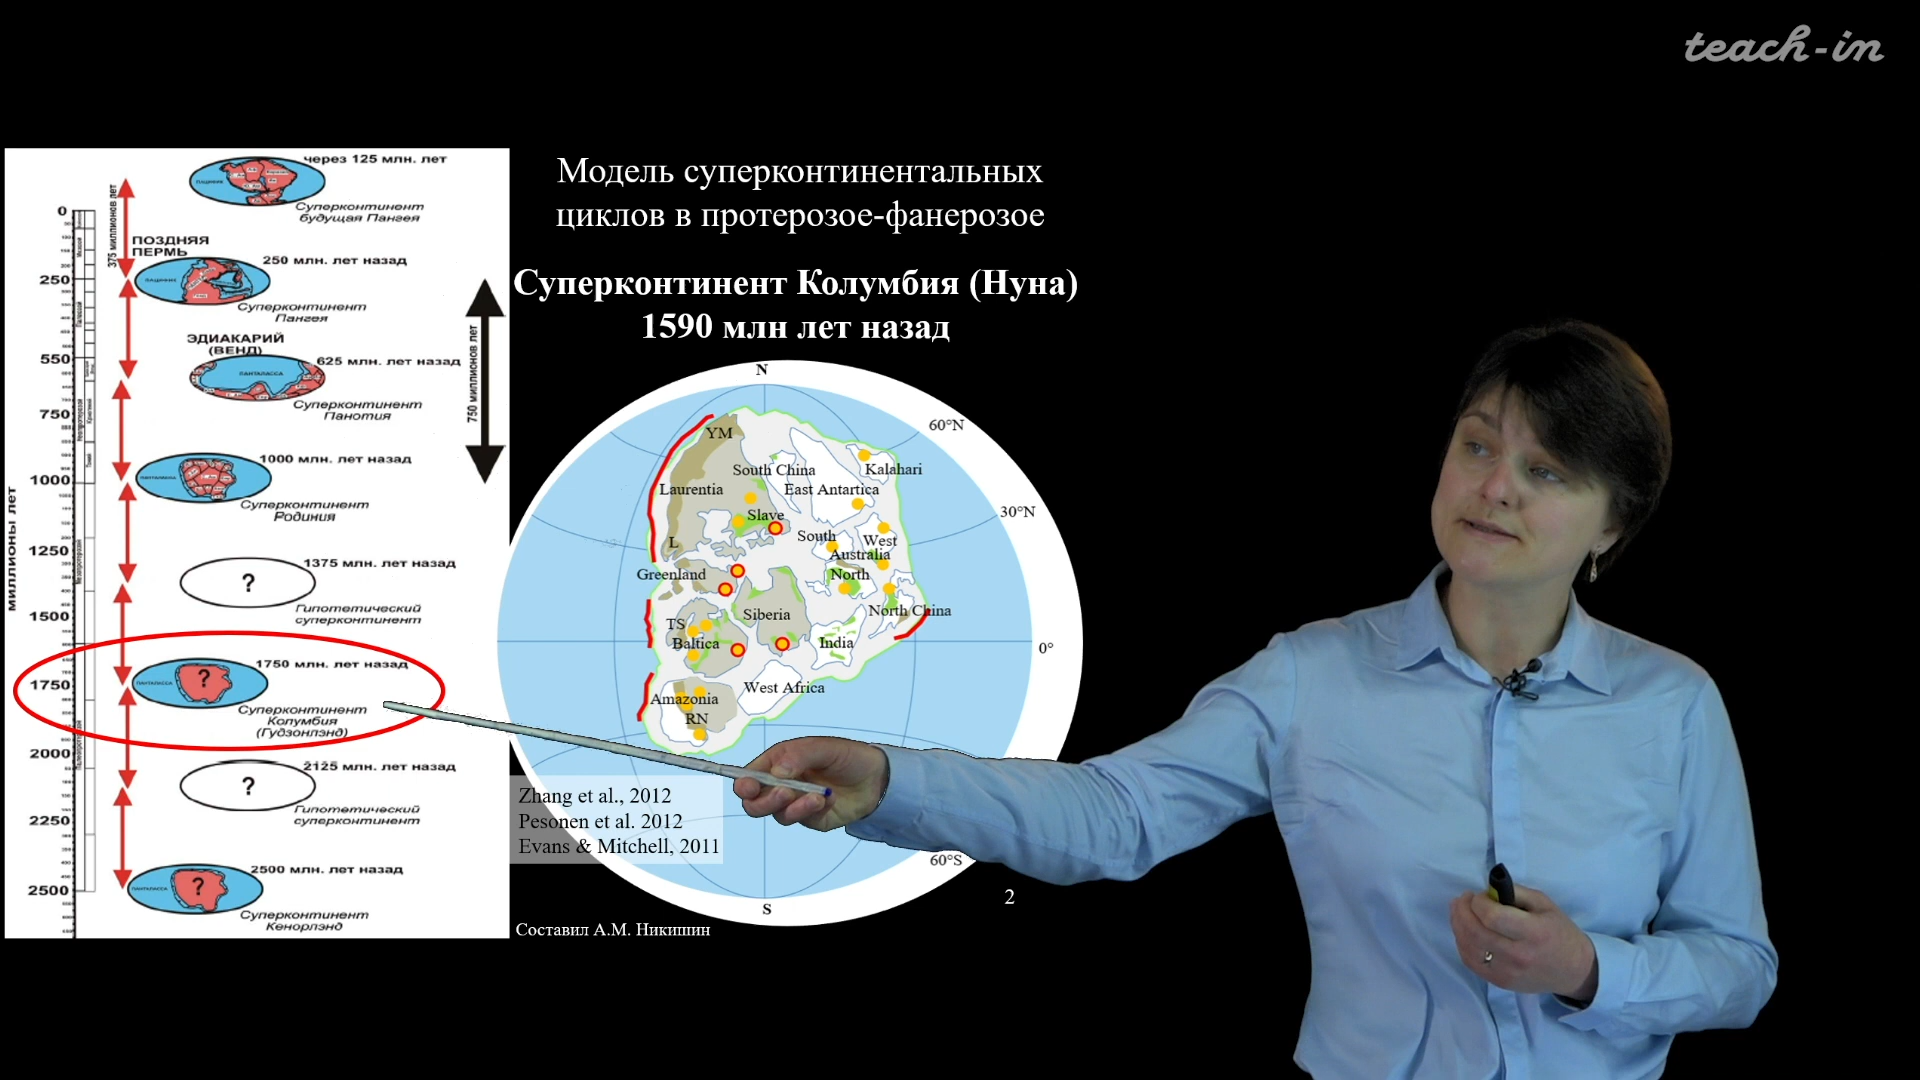 teach-in
Модель суперконтинентальных
циклов в протерозое-фанерозое
Суперконтинент Колумбия (Нуна)
1590 млн лет назад
через 125 млн. лет
Суперконтинент
будущая Пангея
375 миллионов лет
0
ПОЗДНЯЯ
ПЕРМЬ
250 млн. лет назад
250
Суперконтинент
Пангея
ЭДИАКАРИЙ
(ВЕНД)
550
625 млн. лет назад
ПАНТАЛАССА
Суперконтинент
Панотия
750 миллионов лет
750
1000 млн. лет назад
1000
Суперконтинент
Родиния
миллионы лет
1250
1375 млн. лет назад
?
Гипотетический
суперконтинент
1500
1750 млн. лет назад
?
ПАНТАЛАССА
1750
Суперконтинент
Колумбия
(Гудзонлэнд)
2000
2125 млн. лет назад
?
Гипотетический
суперконтинент
2250
2500 млн. лет назад
?
ПАНТАЛАССА
2500
Суперконтинент
Кенорлэнд
N
60°N
YM
South China
Kalahari
Laurentia
East Antartica
30°N
Slave
South
West
L
Australia
Greenland
North
North China
Siberia
TS
Baltica
India
0°
Amazonia
West Africa
RN
60°S
S
Zhang et al., 2012
Pesonen et al. 2012
Evans & Mitchell, 2011
2
Составил А.М. Никишин